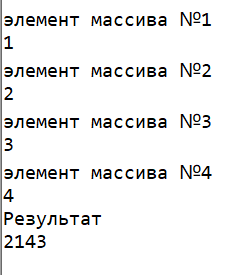 элемент массива №1
1
элемент массива №2
2
элемент массива №3
3
элемент массива №4
4
Результат
2143